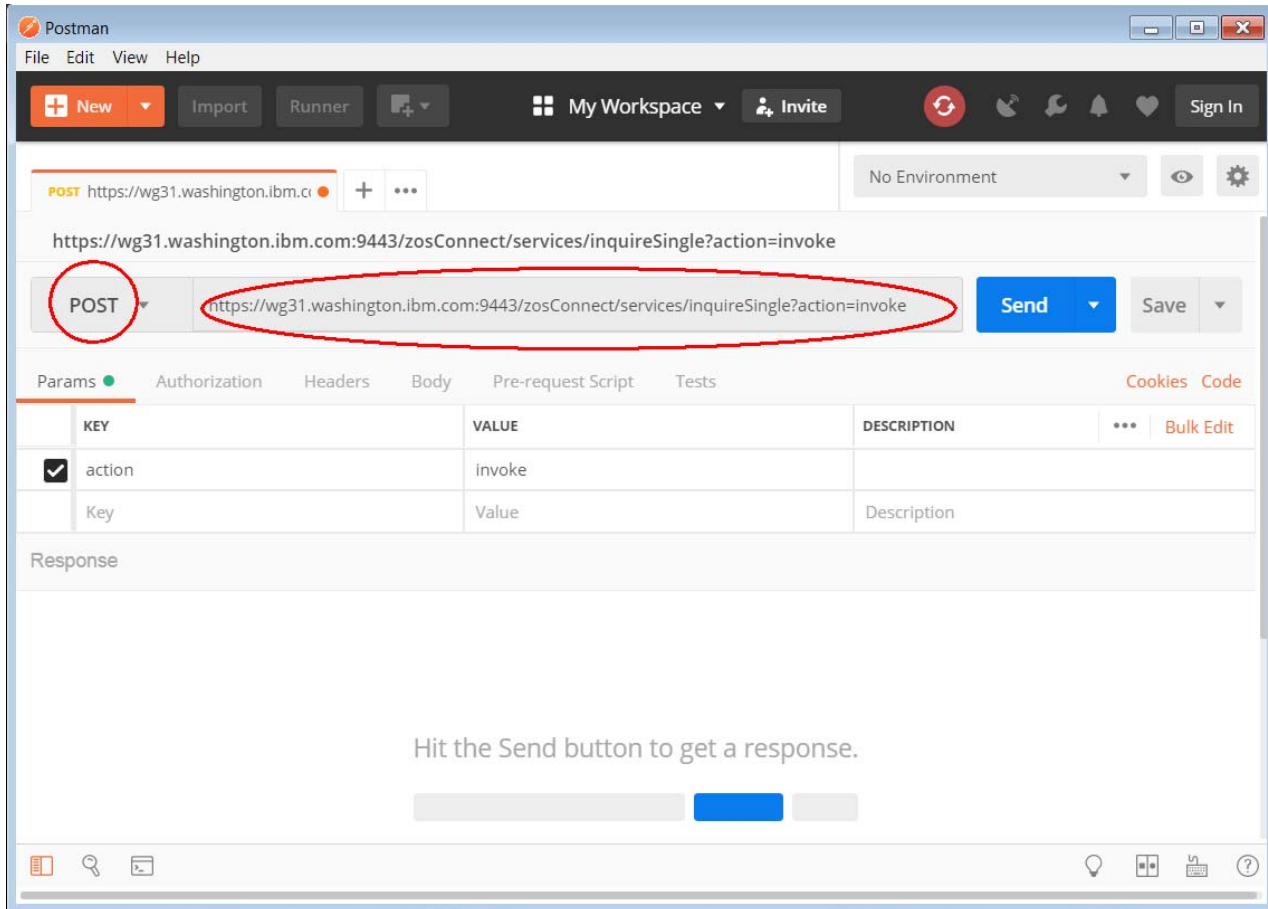 Postman
File Edit View Help
New Import Runner My Workspace Invite Sign In
POST https://wg31.washington.ibm.c No Environment
https://wg31.washington.ibm.com:9443/zosConnect/services/inquireSingle?action=invoke
POST https://wg31.washington.ibm.com:9443/zosConnect/services/inquireSingle?action=invoke Send Save
Params Authorization Headers Body Pre-request Script Tests Cookies Code
KEY VALUE DESCRIPTION ••• Bulk Edit
action invoke
Key Value Description
Response
Hit the Send button to get a response.